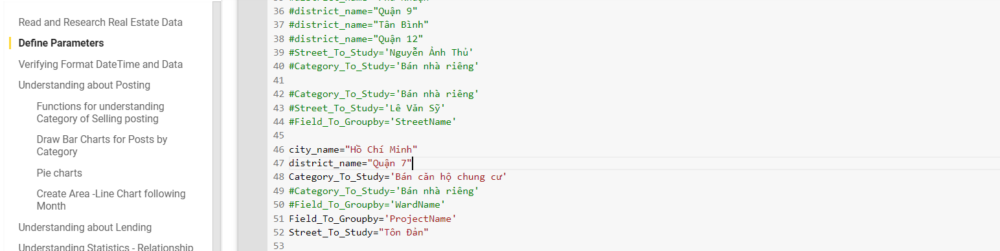 Read and Research Real Estate Data
Define Parameters
Verifying Format DateTime and Data
Understanding about Posting
Functions for understanding
Category of Selling posting
Draw Bar Charts for Posts by
Category
Pie charts
Create Area -Line Chart following
Month
Understanding about Lending
Understanding Statistics - Relationship
36 #district_name="Quận 9"
37 #district_name="Tân Bình"
38 #district_name="Quận 12"
39 #Street_To_Study='Nguyễn Ảnh Thủ'
40 #Category_To_Study='Bán nhà riêng'
41
42 #Category_To_Study='Bán nhà riêng'
43 #Street_To_Study='Lê Văn Sỹ'
44 #Field_To_Groupby='StreetName'
45
46 city_name="Hồ Chí Minh"
47 district_name="Quận 7"
48 Category_To_Study='Bán căn hộ chung cư'
49 #Category_To_Study='Bán nhà riêng'
50 #Field_To_Groupby='WardName'
51 Field_To_Groupby='ProjectName'
52 Street_To_Study="Tôn Đản"
53